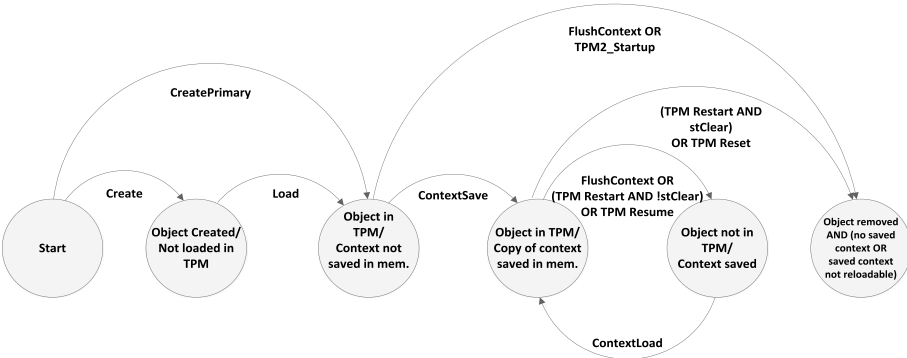 FlushContext OR
TPM2_Startup
CreatePrimary
(TPM Restart AND
stClear)
OR TPM Reset
Create
Load
ContextSave
FlushContext OR
(TPM Restart AND !stClear)
OR TPM Resume
Start
Object Created/
Not loaded in
TPM
Object in
TPM/
Context not
saved in mem.
Object in TPM/
Copy of context
saved in mem.
Object not in
TPM/
Context saved
Object removed
AND (no saved
context OR
saved context
not reloadable)
ContextLoad